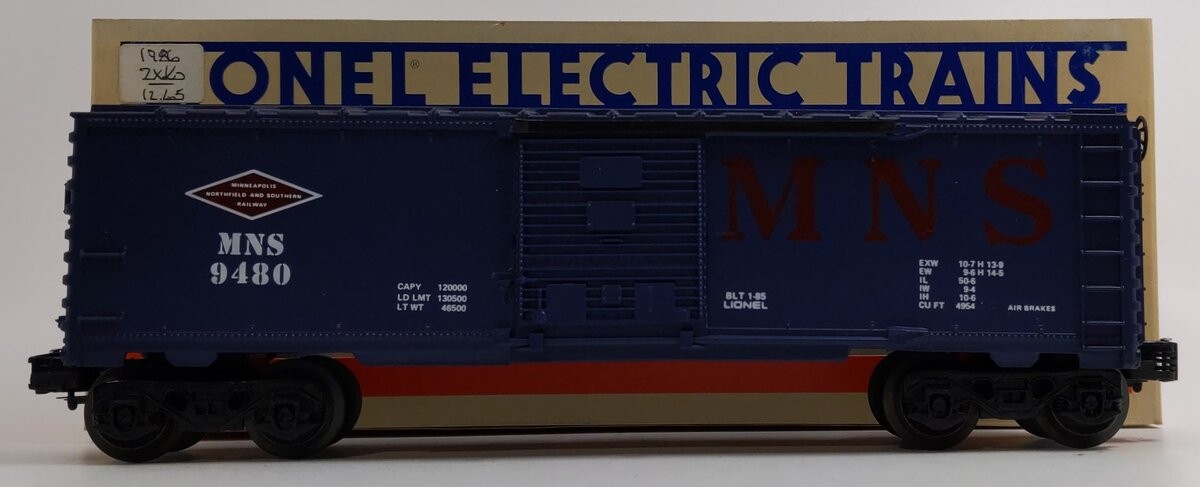 1986
12.65
ONEL ® ELECTRIC TRAINS
MINNEAPOLIS
NORTHFIELD AND SOUTHERN
RAILWAY
MNS
9480
CAPY 120000
LD LMT 130500
LT WT 46500
MNS
BLT 1-85
LIONEL
EXW 10-7 H 13-9
EW 9-6 H 14-5
IL 50-6
IW 9-4
IH 10-6
CU FT 4954
AIR BRAKES